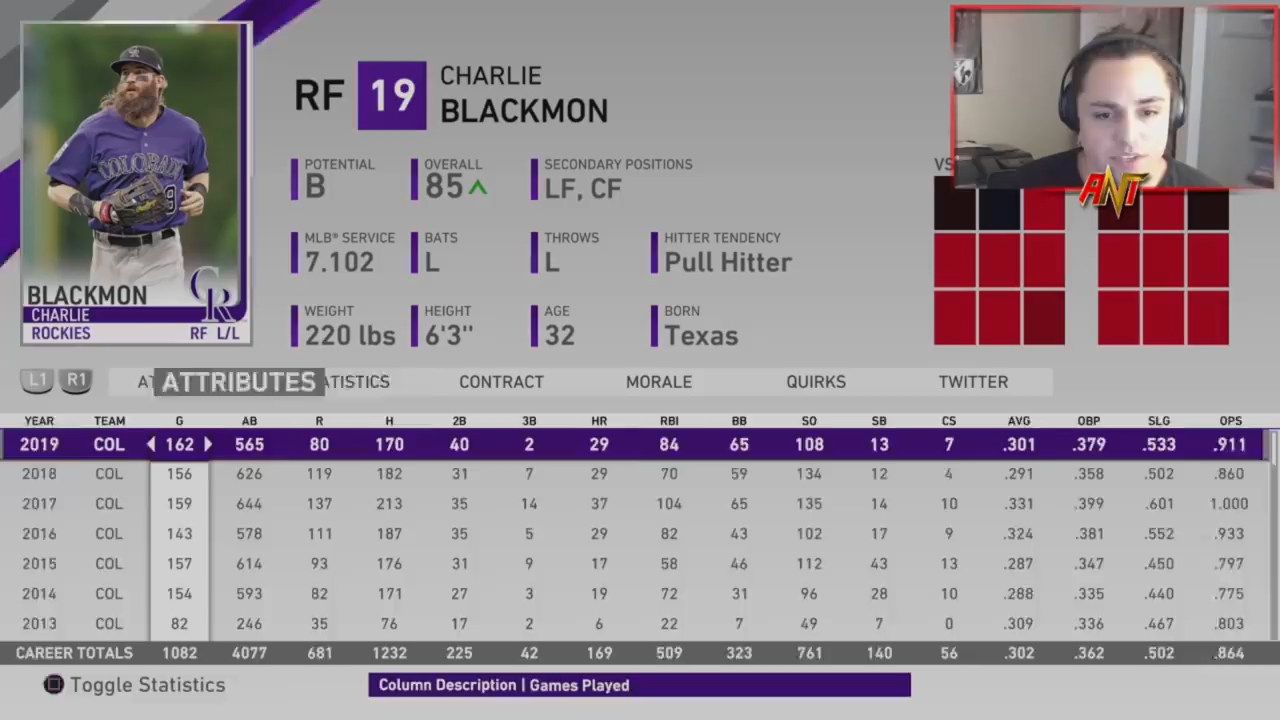 RF 19 CHARLIE
BLACKMON
POTENTIAL
B
OVERALL
85
SECONDARY POSITIONS
LF, CF
VS
MLB® SERVICE
7.102
BATS
L
THROWS
L
HITTER TENDENCY
Pull Hitter
WEIGHT
220 lbs
HEIGHT
6'3"
AGE
32
BORN
Texas
COLORADO
BLACKMON
CHARLIE
ROCKIES RF L/L
CR
ANT
L1 R1 AT ATTRIBUTES ATISTICS CONTRACT MORALE QUIRKS TWITTER
YEAR TEAM G AB R H 2B 3B HR RBI BB SO SB CS AVG OBP SLG OPS
2019 COL 162 565 80 170 40 2 29 84 65 108 13 7 .301 .379 .533 .911
2018 COL 156 626 119 182 31 7 29 70 59 134 12 4 .291 .358 .502 .860
2017 COL 159 644 137 213 35 14 37 104 65 135 14 10 .331 .399 .601 1.000
2016 COL 143 578 111 187 35 5 29 82 43 102 17 9 .324 .381 .552 .933
2015 COL 157 614 93 176 31 9 17 58 46 112 43 13 .287 .347 .450 .797
2014 COL 154 593 82 171 27 3 19 72 31 96 28 10 .288 .335 .440 .775
2013 COL 82 246 35 76 17 2 6 22 7 49 7 0 .309 .336 .467 .803
CAREER TOTALS 1082 4077 681 1232 225 42 169 509 323 761 140 56 .302 .362 .502 .864
Toggle Statistics
Column Description | Games Played